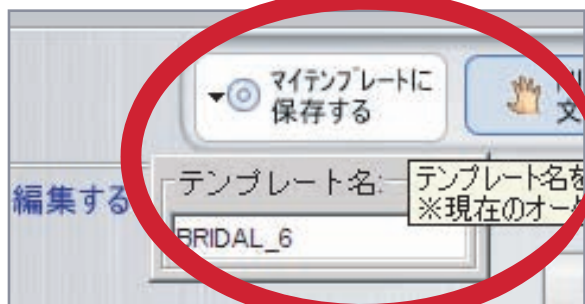 マイテンプレートに
保存する
文
編集する
テンプレート名:
テンプレート名を
※現在のオー
BRIDAL_6